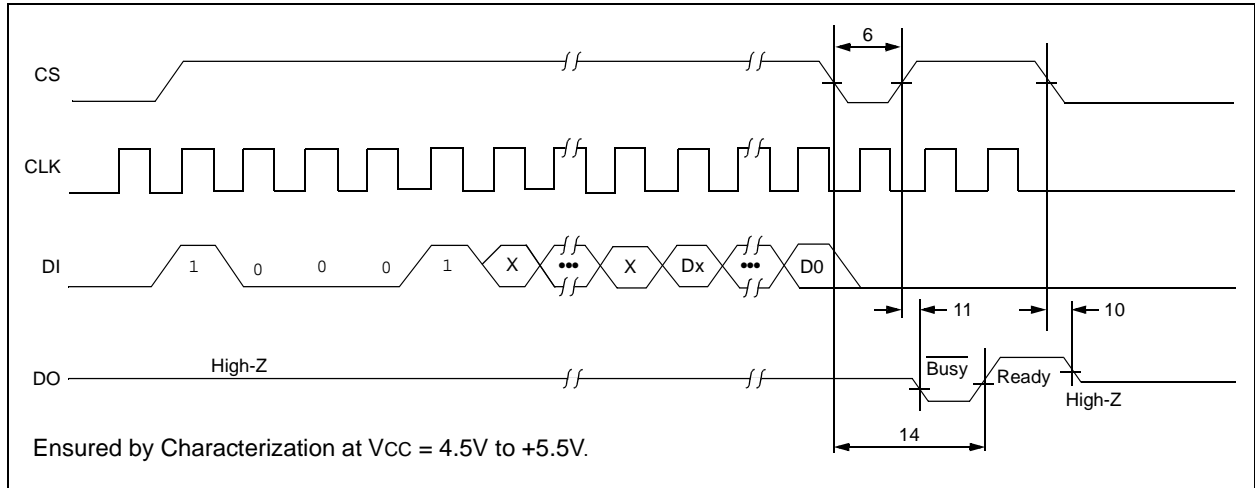 6
CS
CLK
DI 1 0 0 0 1 X ••• X Dx ••• D0
11 10
DO High-Z Busy Ready High-Z
14
Ensured by Characterization at VCC = 4.5V to +5.5V.